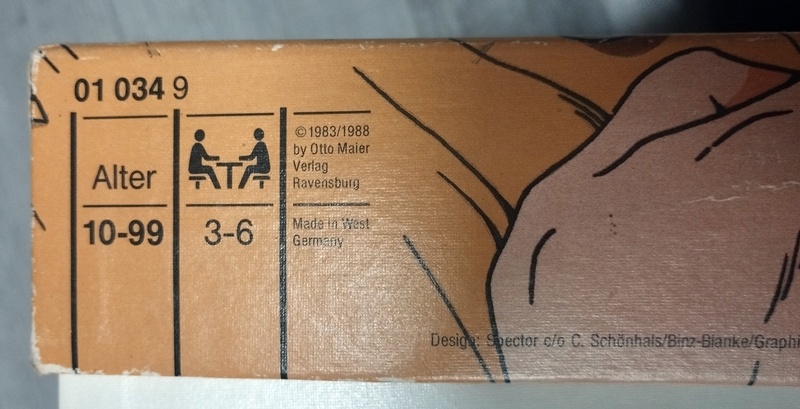 01 034 9
Alter
10-99
3-6
© 1983/1988
by Otto Maier
Verlag
Ravensburg
Made in West
Germany
Design: Spector c/o C. Schönhals/Binz-Blanke/Graphi